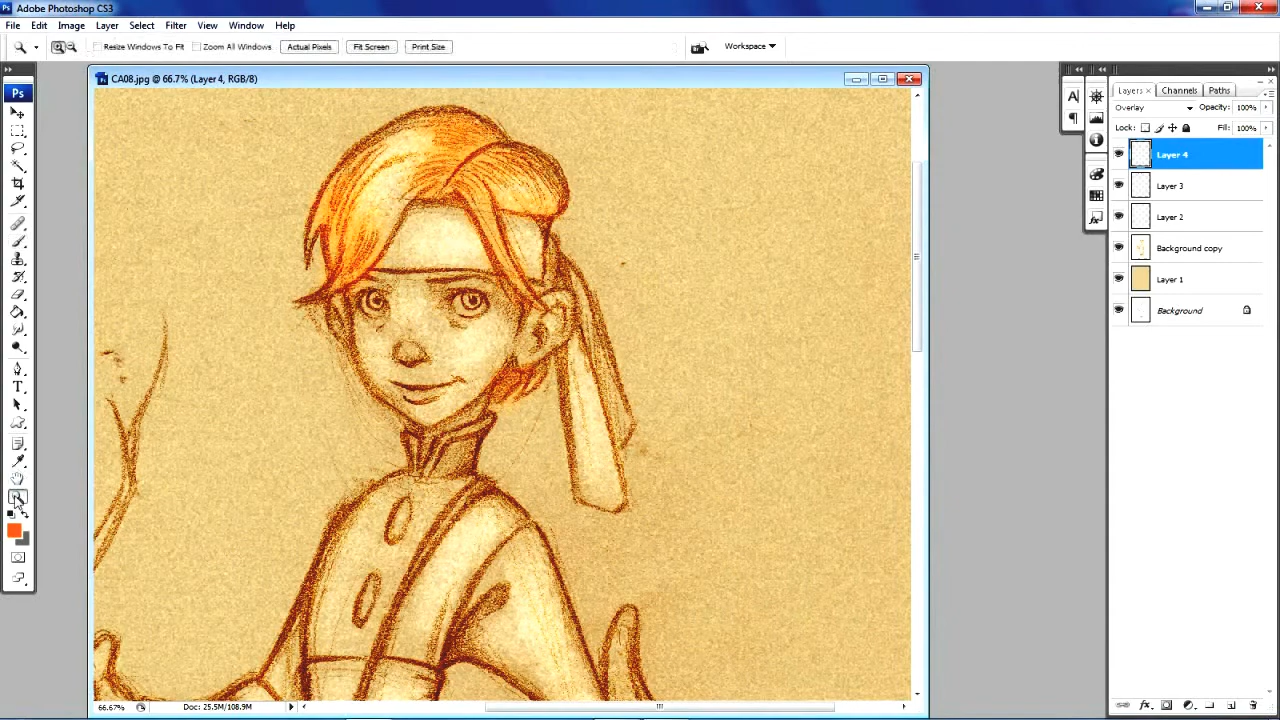 Ps Adobe Photoshop CS3
File Edit Image Layer Select Filter View Window Help
Resize Windows To Fit Zoom All Windows Actual Pixels Fit Screen Print Size Workspace
Ps CA08.jpg @ 66.7% (Layer 4, RGB/8)
Layers Channels Paths
Overlay Opacity: 100%
Lock: Fill: 100%
Layer 4
Layer 3
Layer 2
Background copy
Layer 1
Background
66.67% Doc: 25.5M/108.9M